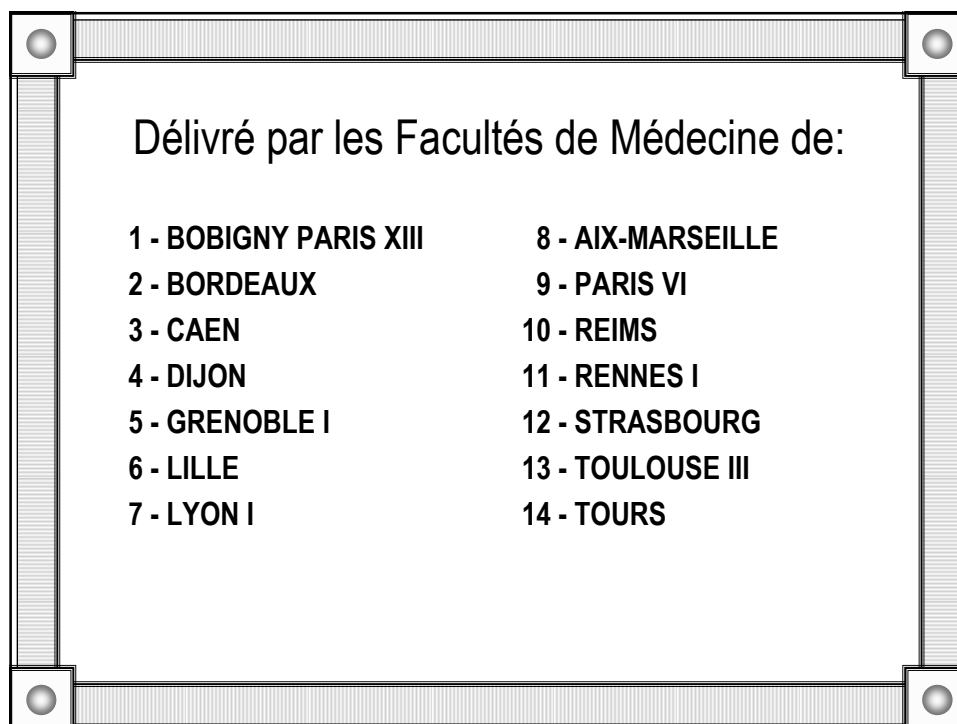 Délivré par les Facultés de Médecine de:
1 - BOBIGNY PARIS XIII
2 - BORDEAUX
3 - CAEN
4 - DIJON
5 - GRENOBLE I
6 - LILLE
7 - LYON I
8 - AIX-MARSEILLE
9 - PARIS VI
10 - REIMS
11 - RENNES I
12 - STRASBOURG
13 - TOULOUSE III
14 - TOURS